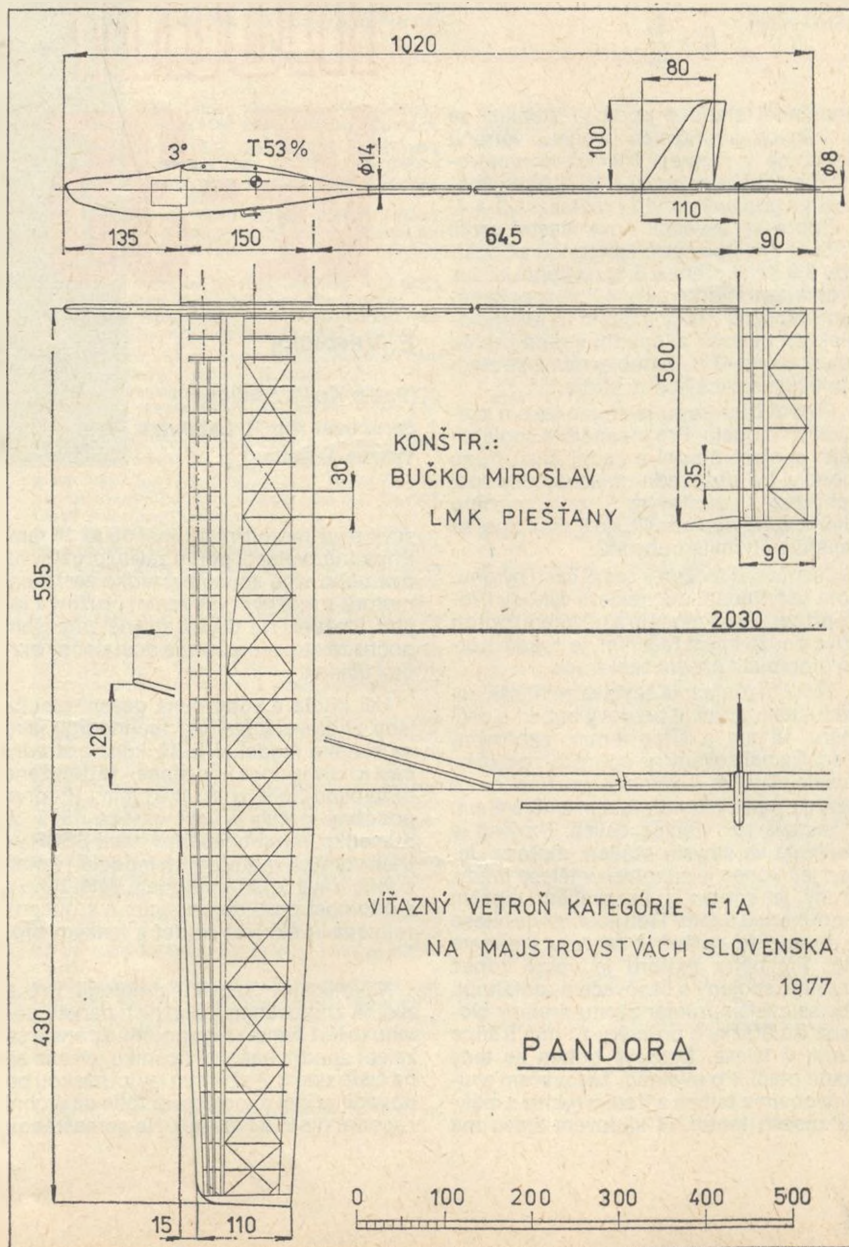 1020
80
100
3°
T53%
ϕ14
ϕ8
110
135
150
645
90
500
KONŠTR.:
BUČKO MIROSLAV
LMK PIEŠŤANY
30
35
90
595
2030
120
VÍŤAZNÝ VETROŇ KATEGÓRIE F1A
NA MAJSTROVSTVÁCH SLOVENSKA
1977
PANDORA
430
15
110
0 100 200 300 400 500